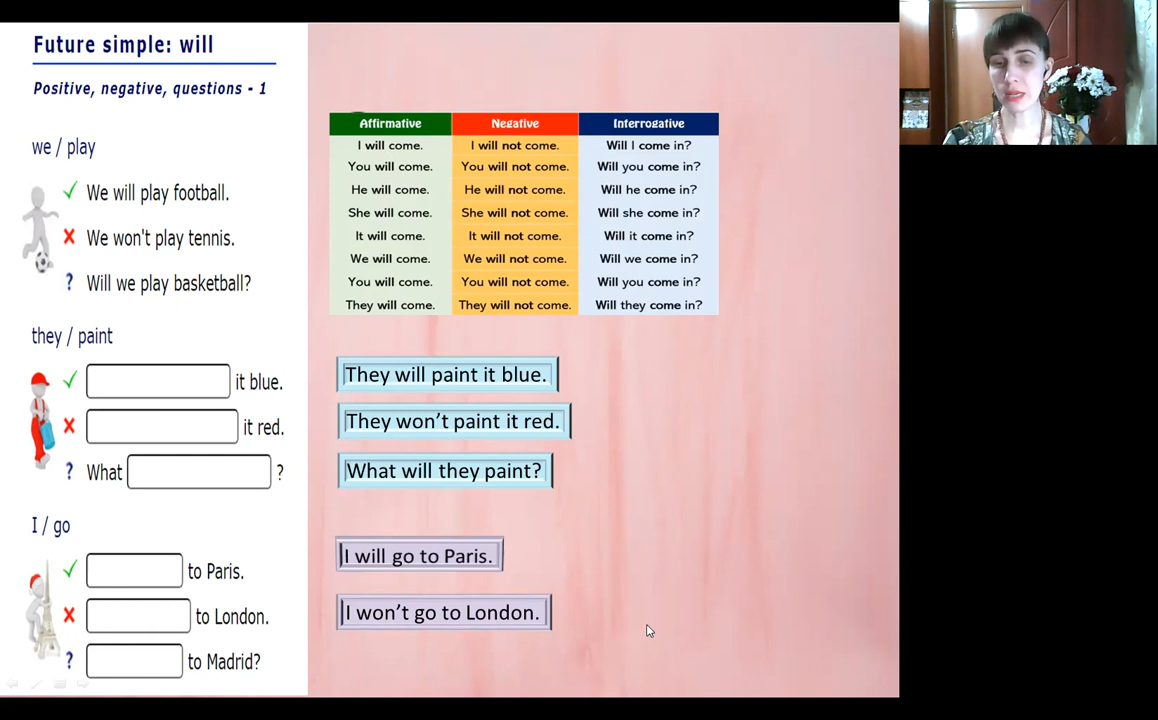 Future simple: will
Positive, negative, questions - 1
we / play
✓ We will play football.
✗ We won't play tennis.
? Will we play basketball?
they / paint
✓ it blue.
✗ it red.
? What ?
I / go
✓ to Paris.
✗ to London.
? to Madrid?
Affirmative Negative Interrogative
I will come. I will not come. Will I come in?
You will come. You will not come. Will you come in?
He will come. He will not come. Will he come in?
She will come. She will not come. Will she come in?
It will come. It will not come. Will it come in?
We will come. We will not come. Will we come in?
You will come. You will not come. Will you come in?
They will come. They will not come. Will they come in?
They will paint it blue.
They won’t paint it red.
What will they paint?
I will go to Paris.
I won’t go to London.